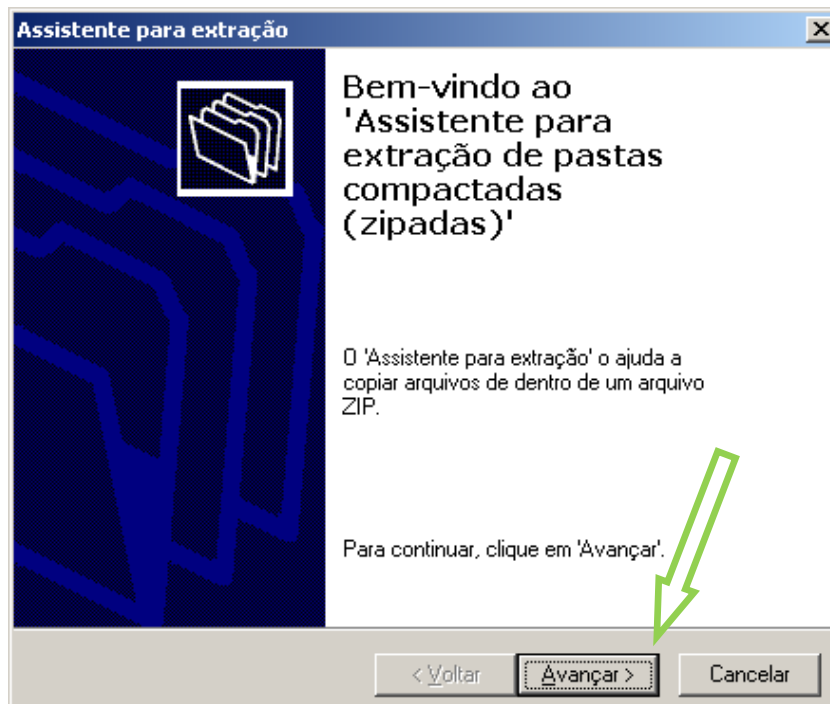 Assistente para extração
Bem-vindo ao
'Assistente para
extração de pastas
compactadas
(zipadas)'
O 'Assistente para extração' o ajuda a
copiar arquivos de dentro de um arquivo
ZIP.
Para continuar, clique em 'Avançar'.
< Voltar
Avançar >
Cancelar